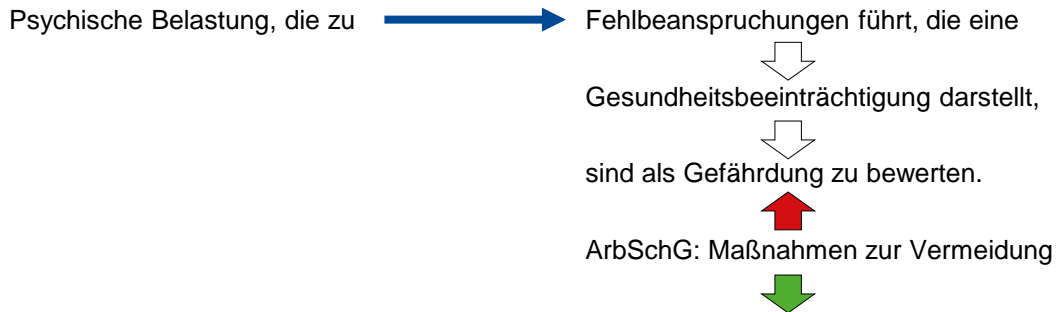 Psychische Belastung, die zu Fehlbeanspruchungen führt, die eine
Gesundheitsbeeinträchtigung darstellt,
sind als Gefährdung zu bewerten.
ArbSchG: Maßnahmen zur Vermeidung